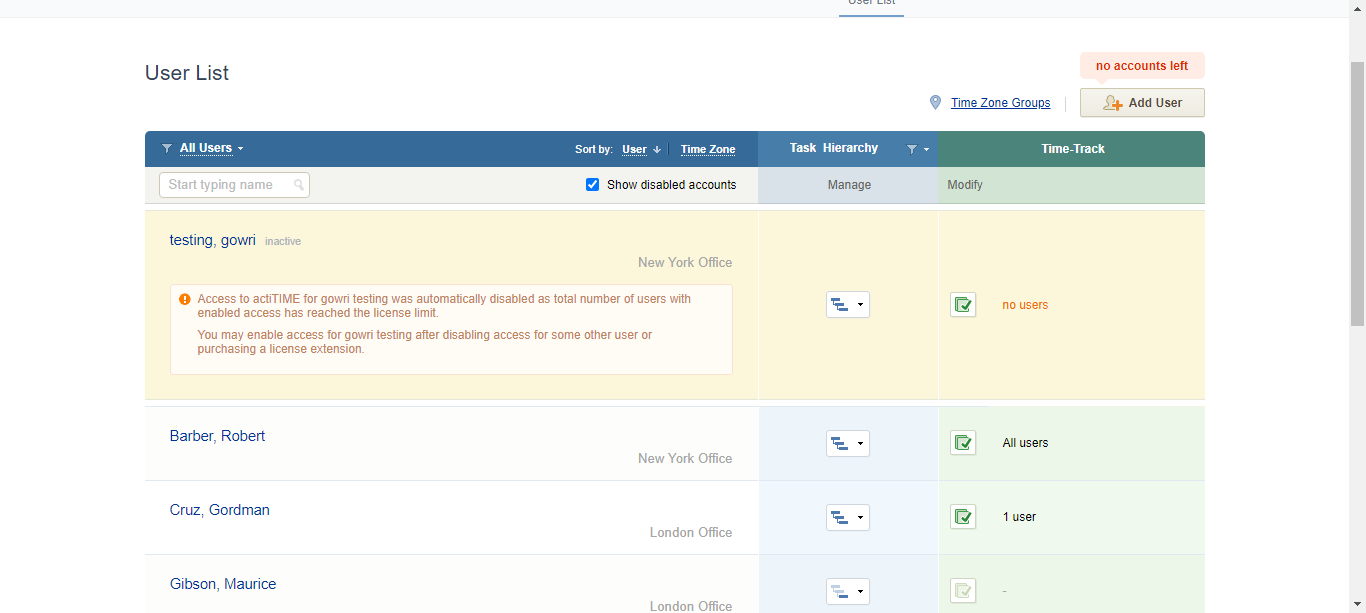 User List
User List
no accounts left
Time Zone Groups
Add User
All Users
Sort by: User Time Zone
Task Hierarchy
Time-Track
Start typing name
Show disabled accounts
Manage
Modify
testing, gowri inactive
New York Office
Access to actiTIME for gowri testing was automatically disabled as total number of users with
enabled access has reached the license limit.
You may enable access for gowri testing after disabling access for some other user or
purchasing a license extension.
no users
Barber, Robert
New York Office
All users
Cruz, Gordman
London Office
1 user
Gibson, Maurice
London Office
-